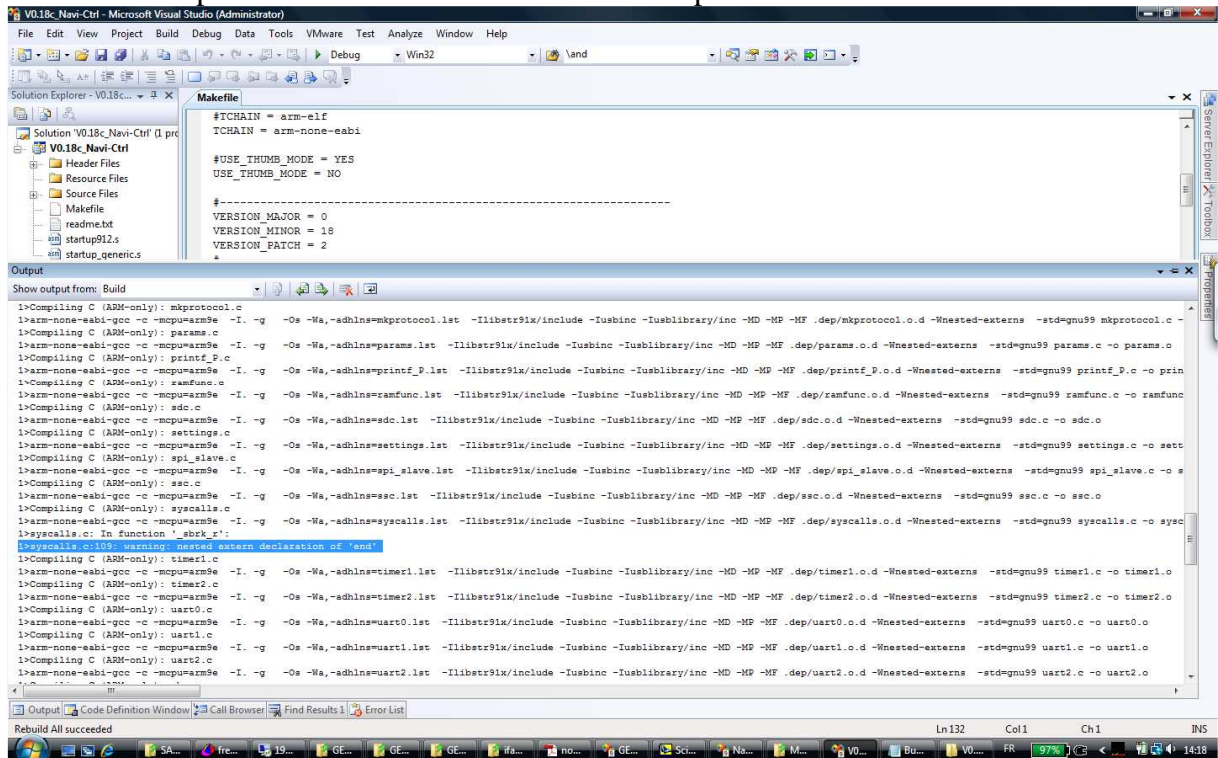 V0.18c_Navi-Ctrl - Microsoft Visual Studio (Administrator)
File Edit View Project Build Debug Data Tools VMware Test Analyze Window Help
Debug Win32 \and
Solution Explorer - V0.18c...
Makefile
Solution 'V0.18c_Navi-Ctrl' (1 prc
V0.18c_Navi-Ctrl
Header Files
Resource Files
Source Files
Makefile
readme.txt
startup912.s
startup_generic.s
#TCHAIN = arm-elf
TCHAIN = arm-none-eabi
#USE_THUMB_MODE = YES
USE_THUMB_MODE = NO
#--------------------------------------------------------------------
VERSION_MAJOR = 0
VERSION_MINOR = 18
VERSION_PATCH = 2
Server Explorer
Toolbox
Properties
Output
Show output from: Build
1>Compiling C (ARM-only): mkprotocol.c
1>arm-none-eabi-gcc -c -mcpu=arm9e -I. -g -Os -Wa,-adhlns=mkprotocol.lst -Ilibstr91x/include -Iusbinc -Iusblibrary/inc -MD -MP -MF .dep/mkprotocol.o.d -Wnested-externs -std=gnu99 mkprotocol.c -
1>Compiling C (ARM-only): params.c
1>arm-none-eabi-gcc -c -mcpu=arm9e -I. -g -Os -Wa,-adhlns=params.lst -Ilibstr91x/include -Iusbinc -Iusblibrary/inc -MD -MP -MF .dep/params.o.d -Wnested-externs -std=gnu99 params.c -o params.o
1>Compiling C (ARM-only): printf_P.c
1>arm-none-eabi-gcc -c -mcpu=arm9e -I. -g -Os -Wa,-adhlns=printf_P.lst -Ilibstr91x/include -Iusbinc -Iusblibrary/inc -MD -MP -MF .dep/printf_P.o.d -Wnested-externs -std=gnu99 printf_P.c -o prin
1>Compiling C (ARM-only): ramfunc.c
1>arm-none-eabi-gcc -c -mcpu=arm9e -I. -g -Os -Wa,-adhlns=ramfunc.lst -Ilibstr91x/include -Iusbinc -Iusblibrary/inc -MD -MP -MF .dep/ramfunc.o.d -Wnested-externs -std=gnu99 ramfunc.c -o ramfunc
1>Compiling C (ARM-only): sdc.c
1>arm-none-eabi-gcc -c -mcpu=arm9e -I. -g -Os -Wa,-adhlns=sdc.lst -Ilibstr91x/include -Iusbinc -Iusblibrary/inc -MD -MP -MF .dep/sdc.o.d -Wnested-externs -std=gnu99 sdc.c -o sdc.o
1>Compiling C (ARM-only): settings.c
1>arm-none-eabi-gcc -c -mcpu=arm9e -I. -g -Os -Wa,-adhlns=settings.lst -Ilibstr91x/include -Iusbinc -Iusblibrary/inc -MD -MP -MF .dep/settings.o.d -Wnested-externs -std=gnu99 settings.c -o sett
1>Compiling C (ARM-only): spi_slave.c
1>arm-none-eabi-gcc -c -mcpu=arm9e -I. -g -Os -Wa,-adhlns=spi_slave.lst -Ilibstr91x/include -Iusbinc -Iusblibrary/inc -MD -MP -MF .dep/spi_slave.o.d -Wnested-externs -std=gnu99 spi_slave.c -o s
1>Compiling C (ARM-only): ssc.c
1>arm-none-eabi-gcc -c -mcpu=arm9e -I. -g -Os -Wa,-adhlns=ssc.lst -Ilibstr91x/include -Iusbinc -Iusblibrary/inc -MD -MP -MF .dep/ssc.o.d -Wnested-externs -std=gnu99 ssc.c -o ssc.o
1>Compiling C (ARM-only): syscalls.c
1>arm-none-eabi-gcc -c -mcpu=arm9e -I. -g -Os -Wa,-adhlns=syscalls.lst -Ilibstr91x/include -Iusbinc -Iusblibrary/inc -MD -MP -MF .dep/syscalls.o.d -Wnested-externs -std=gnu99 syscalls.c -o sysc
1>syscalls.c: In function '_sbrk_r':
1>syscalls.c:109: warning: nested extern declaration of 'end'
1>Compiling C (ARM-only): timer1.c
1>arm-none-eabi-gcc -c -mcpu=arm9e -I. -g -Os -Wa,-adhlns=timer1.lst -Ilibstr91x/include -Iusbinc -Iusblibrary/inc -MD -MP -MF .dep/timer1.o.d -Wnested-externs -std=gnu99 timer1.c -o timer1.o
1>Compiling C (ARM-only): timer2.c
1>arm-none-eabi-gcc -c -mcpu=arm9e -I. -g -Os -Wa,-adhlns=timer2.lst -Ilibstr91x/include -Iusbinc -Iusblibrary/inc -MD -MP -MF .dep/timer2.o.d -Wnested-externs -std=gnu99 timer2.c -o timer2.o
1>Compiling C (ARM-only): uart0.c
1>arm-none-eabi-gcc -c -mcpu=arm9e -I. -g -Os -Wa,-adhlns=uart0.lst -Ilibstr91x/include -Iusbinc -Iusblibrary/inc -MD -MP -MF .dep/uart0.o.d -Wnested-externs -std=gnu99 uart0.c -o uart0.o
1>Compiling C (ARM-only): uart1.c
1>arm-none-eabi-gcc -c -mcpu=arm9e -I. -g -Os -Wa,-adhlns=uart1.lst -Ilibstr91x/include -Iusbinc -Iusblibrary/inc -MD -MP -MF .dep/uart1.o.d -Wnested-externs -std=gnu99 uart1.c -o uart1.o
1>Compiling C (ARM-only): uart2.c
1>arm-none-eabi-gcc -c -mcpu=arm9e -I. -g -Os -Wa,-adhlns=uart2.lst -Ilibstr91x/include -Iusbinc -Iusblibrary/inc -MD -MP -MF .dep/uart2.o.d -Wnested-externs -std=gnu99 uart2.c -o uart2.o
Output Code Definition Window Call Browser Find Results 1 Error List
Rebuild All succeeded Ln 132 Col 1 Ch 1 INS
SA... fre... 19... GE... GE... GE... ifa... no... GE... Sci... Na... M... V0... Bu... V0... FR 97% 14:18